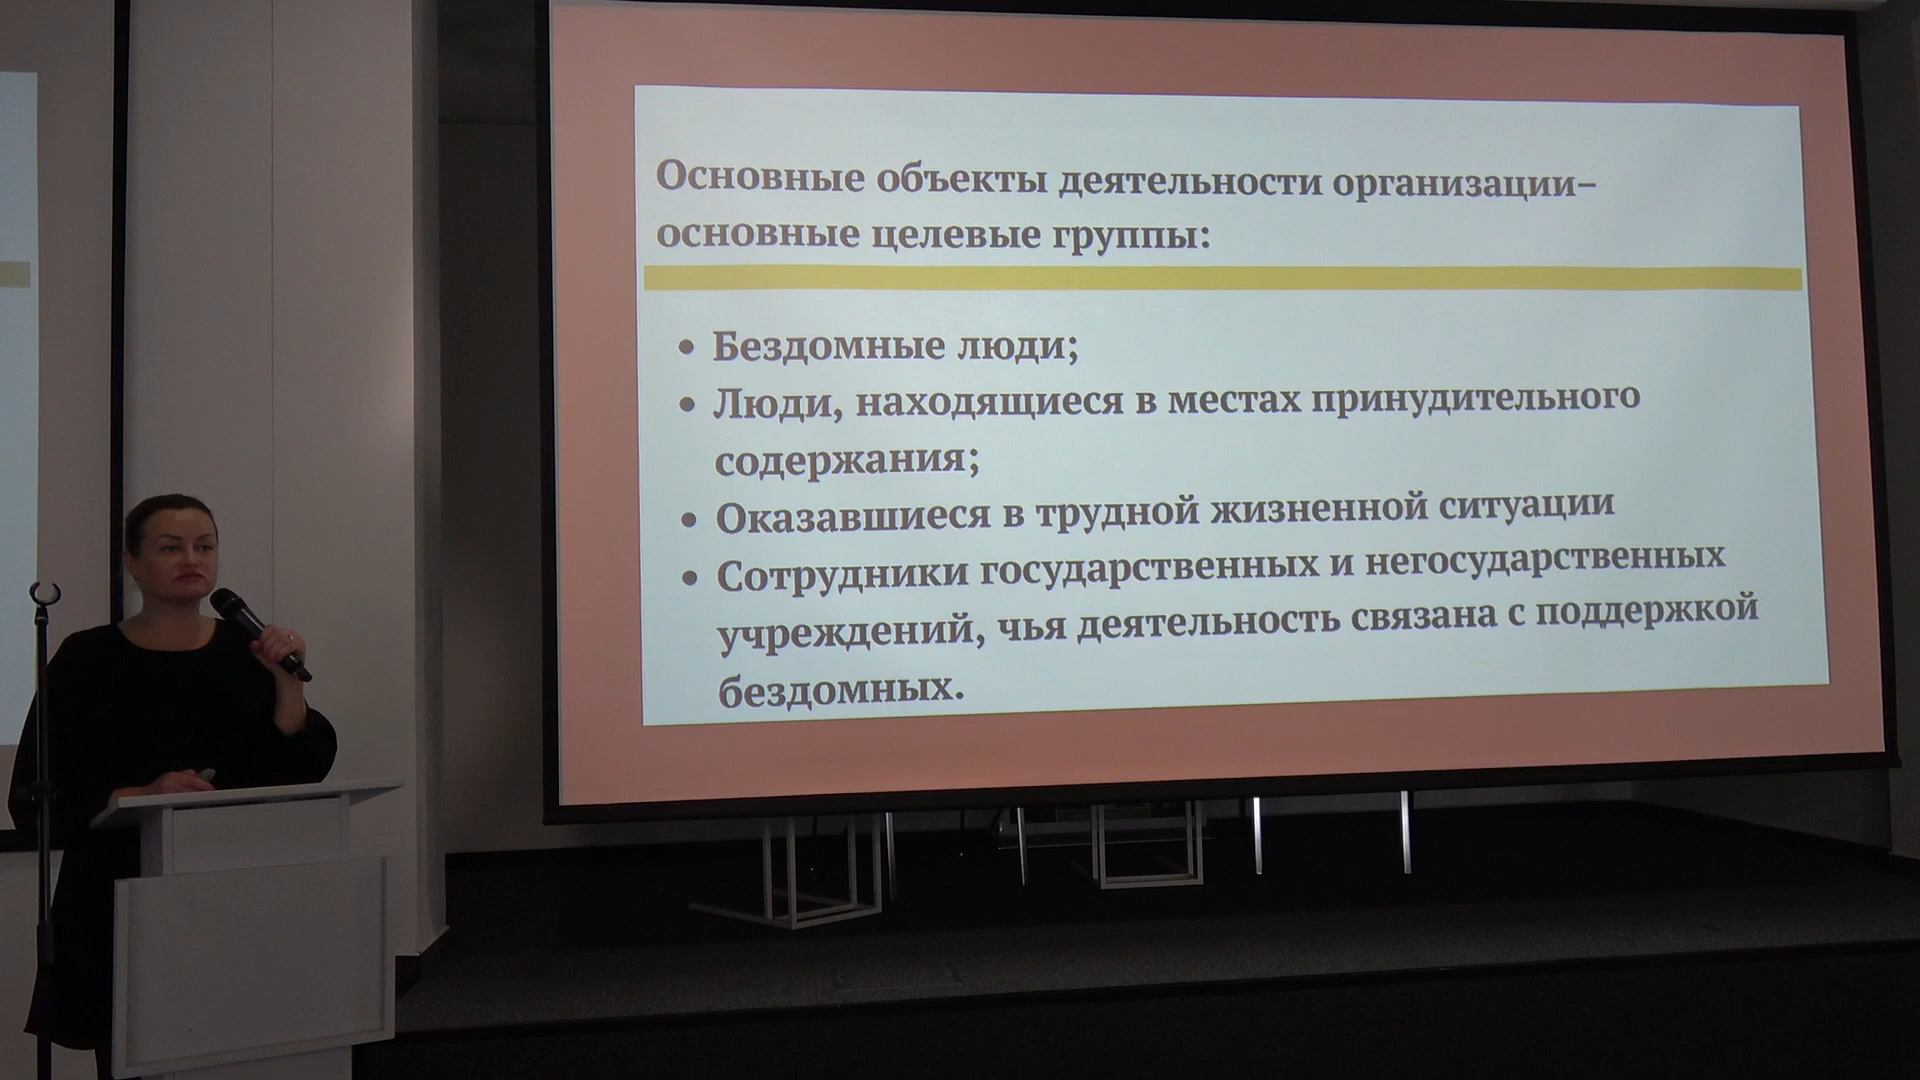 Основные объекты деятельности организации–
основные целевые группы:
• Бездомные люди;
• Люди, находящиеся в местах принудительного
содержания;
• Оказавшиеся в трудной жизненной ситуации
• Сотрудники государственных и негосударственных
учреждений, чья деятельность связана с поддержкой
бездомных.